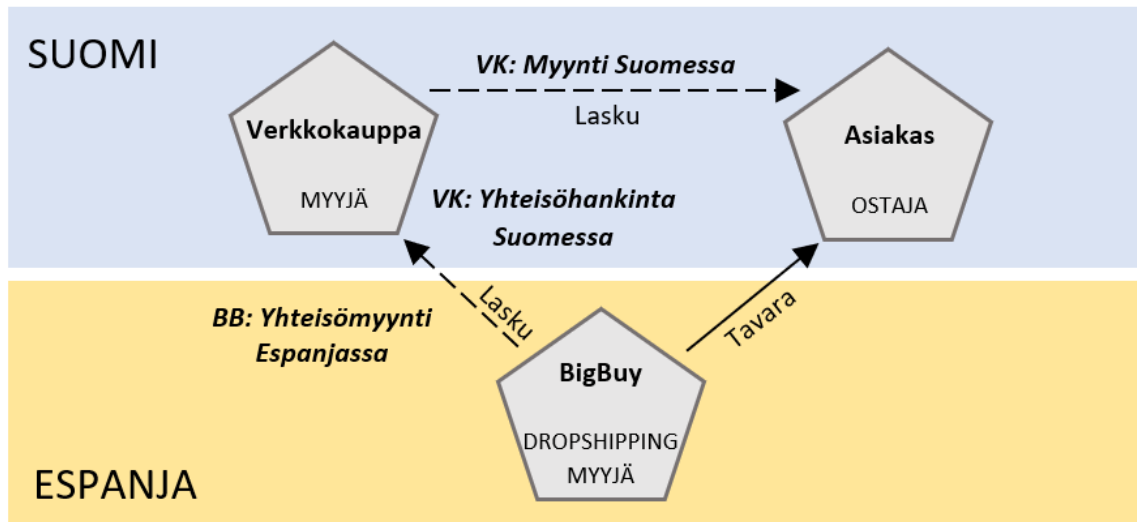 SUOMI
VK: Myynti Suomessa
Lasku
Verkkokauppa
MYYJÄ
Asiakas
OSTAJA
VK: Yhteisöhankinta
Suomessa
BB: Yhteisömyynti
Espanjassa
Lasku
Tavara
BigBuy
DROPSHIPPING
MYYJÄ
ESPANJA